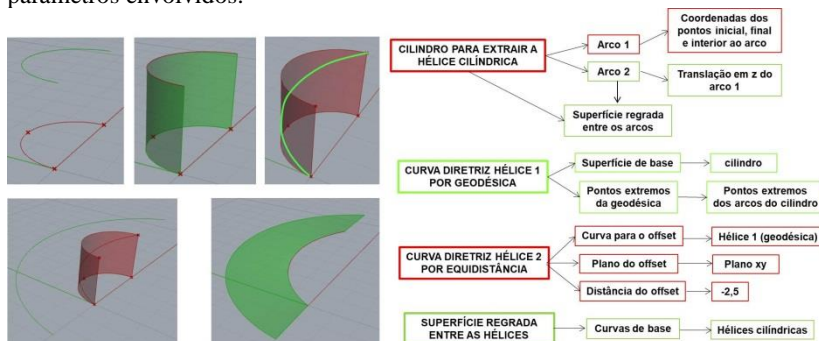 parâmetros envolvidos.
CILINDRO PARA EXTRAIR A
HÉLICE CILÍNDRICA
Arco 1
Coordenadas dos
pontos inicial, final
e interior ao arco
Arco 2
Translação em z do
arco 1
Superfície regrada
entre os arcos
CURVA DIRETRIZ HÉLICE 1
POR GEODÉSICA
Superfície de base
cilindro
Pontos extremos
da geodésica
Pontos extremos
dos arcos do cilindro
CURVA DIRETRIZ HÉLICE 2
POR EQUIDISTÂNCIA
Curva para o offset
Hélice 1 (geodésica)
Plano do offset
Plano xy
Distância do offset
-2,5
SUPERFÍCIE REGRADA
ENTRE AS HÉLICES
Curvas de base
Hélices cilíndricas